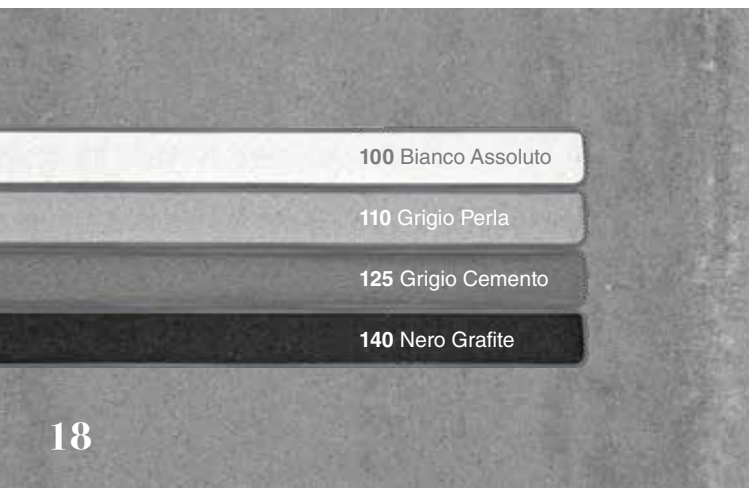 100 Bianco Assoluto
110 Grigio Perla
125 Grigio Cemento
140 Nero Grafite
18